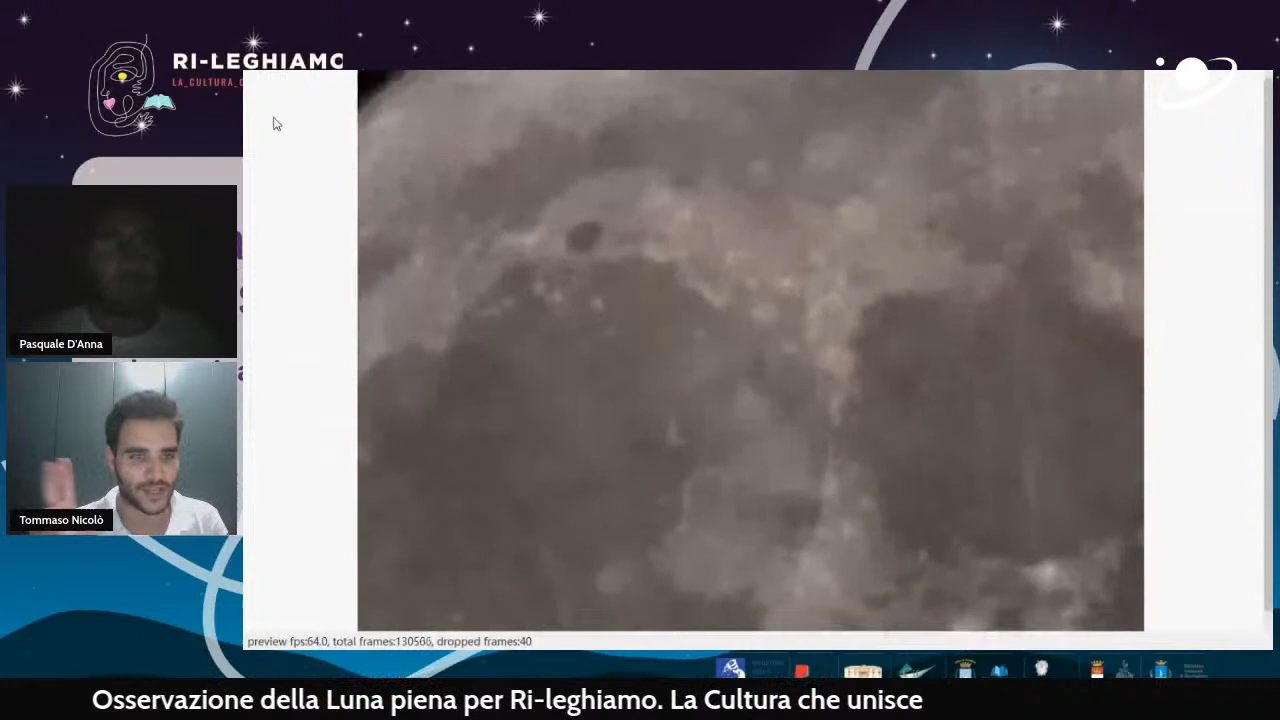 RI-LEGHIAMO
LA_CULTURA_
Pasquale D'Anna
Tommaso Nicolò
preview fps:64.0, total frames:130566, dropped frames:40
Osservazione della Luna piena per Ri-leghiamo. La Cultura che unisce